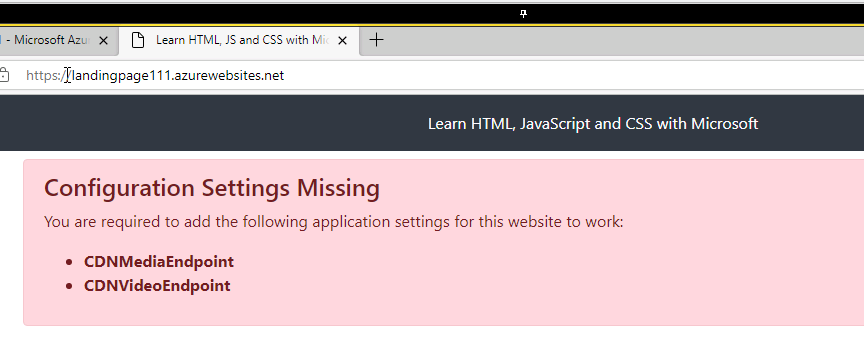 - Microsoft Azu
Learn HTML, JS and CSS with Mic
https://landingpage111.azurewebsites.net
Learn HTML, JavaScript and CSS with Microsoft
Configuration Settings Missing
You are required to add the following application settings for this website to work:
• CDNMediaEndpoint
• CDNVideoEndpoint